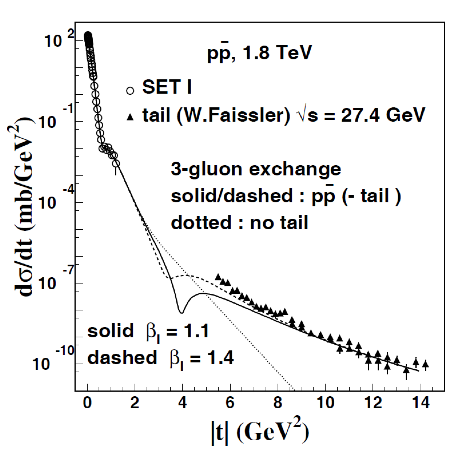 pp̄, 1.8 TeV
SET I
tail (W.Faissler) √s = 27.4 GeV
3-gluon exchange
solid/dashed : pp̄ (- tail )
dotted : no tail
solid β_I = 1.1
dashed β_I = 1.4
dσ/dt (mb/GeV²)
10²
10⁻¹
10⁻⁴
10⁻⁷
10⁻¹⁰
0 2 4 6 8 10 12 14
|t| (GeV²)